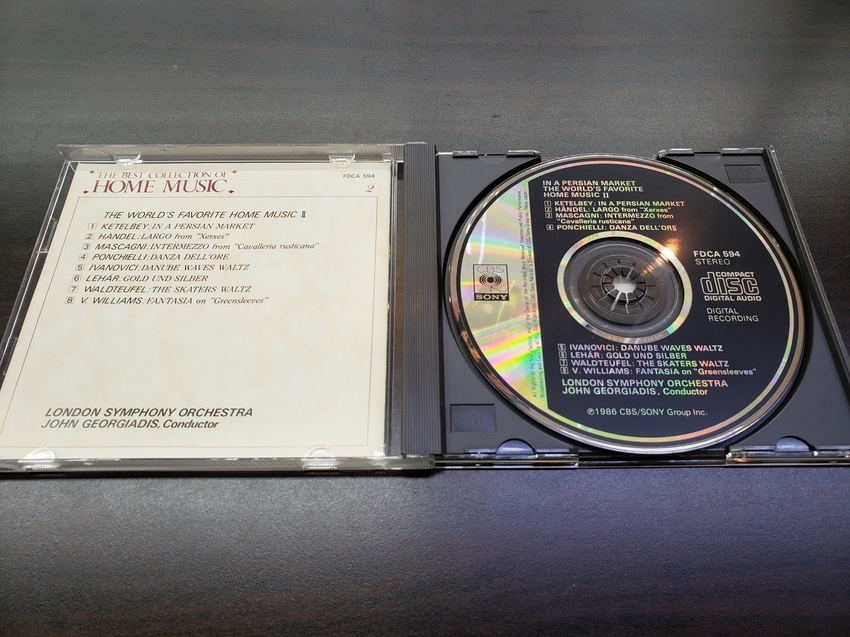 THE BEST COLLECTION OF
HOME MUSIC
FDCA 594
2
THE WORLD'S FAVORITE HOME MUSIC II
1 KETELBEY: IN A PERSIAN MARKET
2 HÄNDEL: LARGO from "Xerxes"
3 MASCAGNI: INTERMEZZO from "Cavalleria rusticana"
4 PONCHIELLI: DANZA DELL'ORE
5 IVANOVICI: DANUBE WAVES WALTZ
6 LEHÁR: GOLD UND SILBER
7 WALDTEUFEL: THE SKATERS WALTZ
8 V. WILLIAMS: FANTASIA on "Greensleeves"
LONDON SYMPHONY ORCHESTRA
JOHN GEORGIADIS, Conductor
IN A PERSIAN MARKET
THE WORLD'S FAVORITE
HOME MUSIC II
1 KETELBEY: IN A PERSIAN MARKET
2 HÄNDEL: LARGO from "Xerxes"
3 MASCAGNI: INTERMEZZO from
"Cavalleria rusticana"
4 PONCHIELLI: DANZA DELL'ORE
CBS
SONY
FDCA 594
STEREO
COMPACT
disc
DIGITAL AUDIO
DIGITAL
RECORDING
5 IVANOVICI: DANUBE WAVES WALTZ
6 LEHÁR: GOLD UND SILBER
7 WALDTEUFEL: THE SKATERS WALTZ
8 V. WILLIAMS: FANTASIA on "Greensleeves"
LONDON SYMPHONY ORCHESTRA
JOHN GEORGIADIS, Conductor
℗1986 CBS/SONY Group Inc.